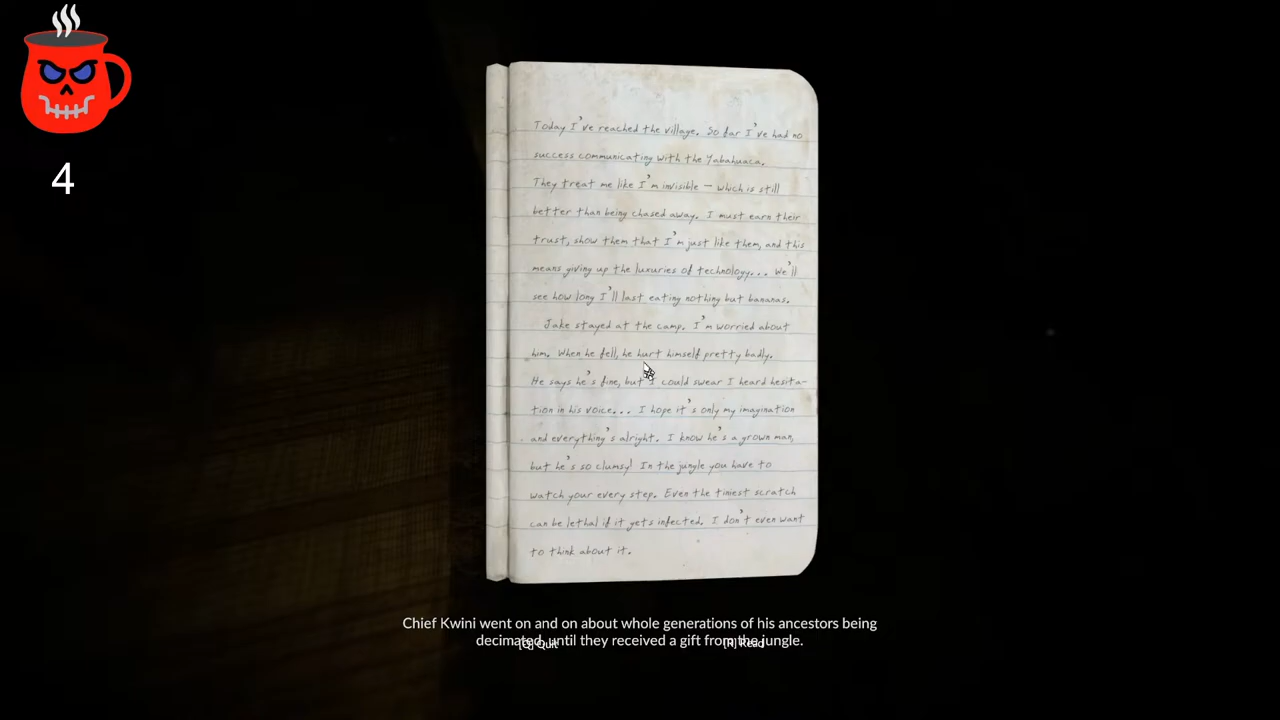 4
Today I've reached the village. So far I've had no
success communicating with the Yabahuaca.
They treat me like I'm invisible – which is still
better than being chased away. I must earn their
trust, show them that I'm just like them, and this
means giving up the luxuries of technology... We'll
see how long I'll last eating nothing but bananas.
Jake stayed at the camp. I'm worried about
him. When he fell, he hurt himself pretty badly.
He says he's fine, but I could swear I heard hesita-
tion in his voice... I hope it's only my imagination
and everything's alright. I know he's a grown man,
but he's so clumsy! In the jungle you have to
watch your every step. Even the tiniest scratch
can be lethal if it gets infected. I don't even want
to think about it.
Chief Kwini went on and on about whole generations of his ancestors being
decimated, until they received a gift from the jungle.
Quit
[R] Read